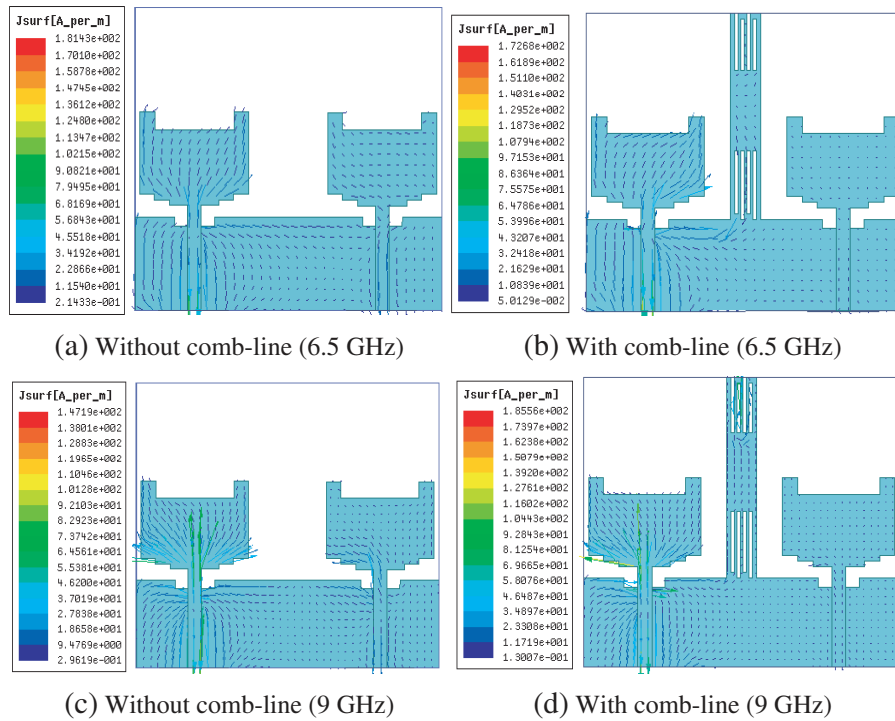 Jsurf[A_per_m]
1.8143e+002
1.7010e+002
1.5878e+002
1.4745e+002
1.3612e+002
1.2480e+002
1.1347e+002
1.0215e+002
9.0821e+001
7.9495e+001
6.8169e+001
5.6843e+001
4.5518e+001
3.4192e+001
2.2866e+001
1.1540e+001
2.1433e-001
Jsurf[A_per_m]
1.7268e+002
1.6189e+002
1.5110e+002
1.4031e+002
1.2952e+002
1.1873e+002
1.0794e+002
9.7153e+001
8.6364e+001
7.5575e+001
6.4786e+001
5.3996e+001
4.3207e+001
3.2418e+001
2.1629e+001
1.0839e+001
5.0129e-002
(a) Without comb-line (6.5 GHz)
(b) With comb-line (6.5 GHz)
Jsurf[A_per_m]
1.4719e+002
1.3801e+002
1.2883e+002
1.1965e+002
1.1046e+002
1.0128e+002
9.2103e+001
8.2923e+001
7.3742e+001
6.4561e+001
5.5381e+001
4.6200e+001
3.7019e+001
2.7838e+001
1.8658e+001
9.4769e+000
2.9619e-001
Jsurf[A_per_m]
1.8556e+002
1.7397e+002
1.6238e+002
1.5079e+002
1.3920e+002
1.2761e+002
1.1602e+002
1.0443e+002
9.2843e+001
8.1254e+001
6.9665e+001
5.8076e+001
4.6487e+001
3.4897e+001
2.3308e+001
1.1719e+001
1.3007e-001
(c) Without comb-line (9 GHz)
(d) With comb-line (9 GHz)